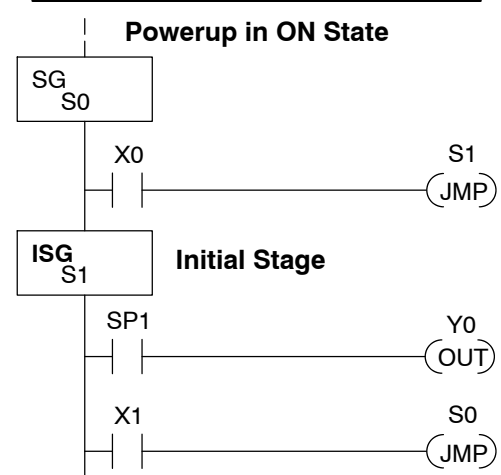 Powerup in ON State
SG
S0
X0 S1
JMP
ISG
S1
Initial Stage
SP1 Y0
OUT
X1 S0
JMP